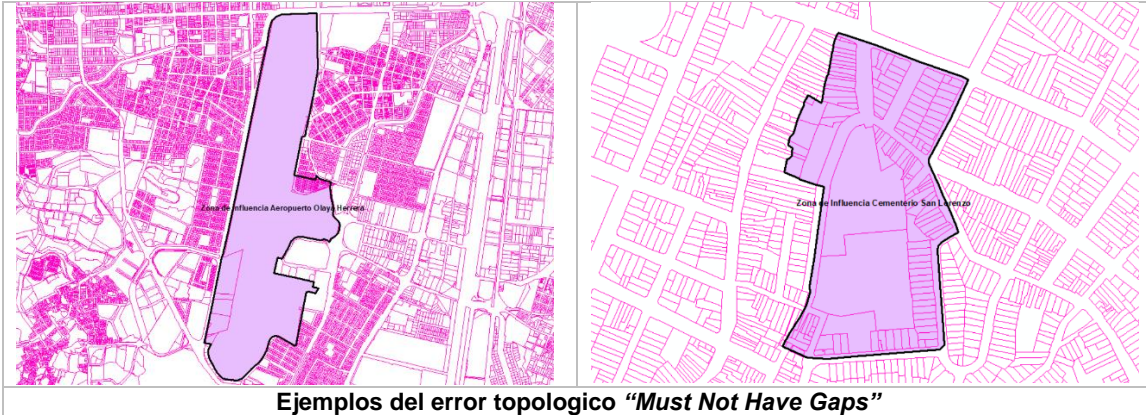 Zona de Influencia Aeropuerto Olaya Herrera
Zona de Influencia Cementerio San Lorenzo
Ejemplos del error topologico “Must Not Have Gaps”